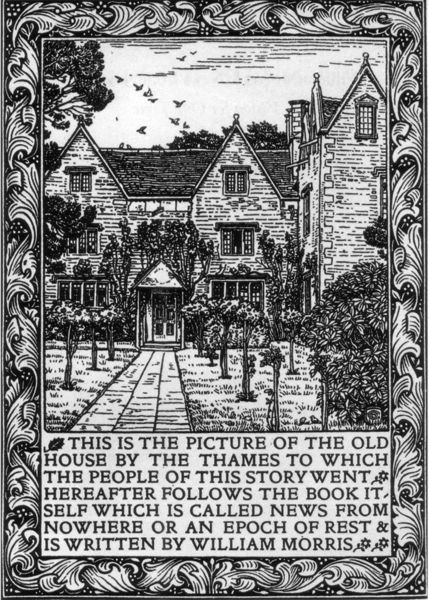 THIS IS THE PICTURE OF THE OLD
HOUSE BY THE THAMES TO WHICH
THE PEOPLE OF THIS STORY WENT
HEREAFTER FOLLOWS THE BOOK IT
SELF WHICH IS CALLED NEWS FROM
NOWHERE OR AN EPOCH OF REST &
IS WRITTEN BY WILLIAM MORRIS